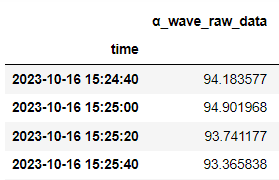 α_wave_raw_data
time
2023-10-16 15:24:40 94.183577
2023-10-16 15:25:00 94.901968
2023-10-16 15:25:20 93.741177
2023-10-16 15:25:40 93.365838